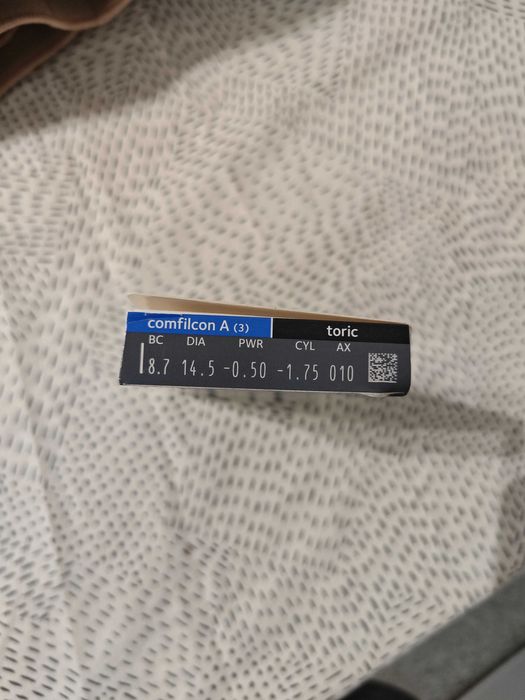 comfilcon A (3) toric
BC DIA PWR CYL AX
8.7 14.5 -0.50 -1.75 010